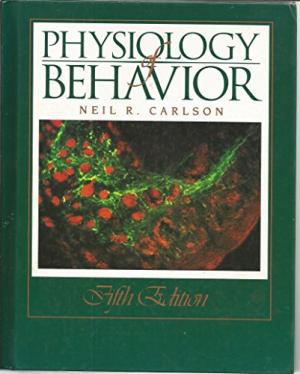 PHYSIOLOGY
of
BEHAVIOR
NEIL R. CARLSON
Fifth Edition